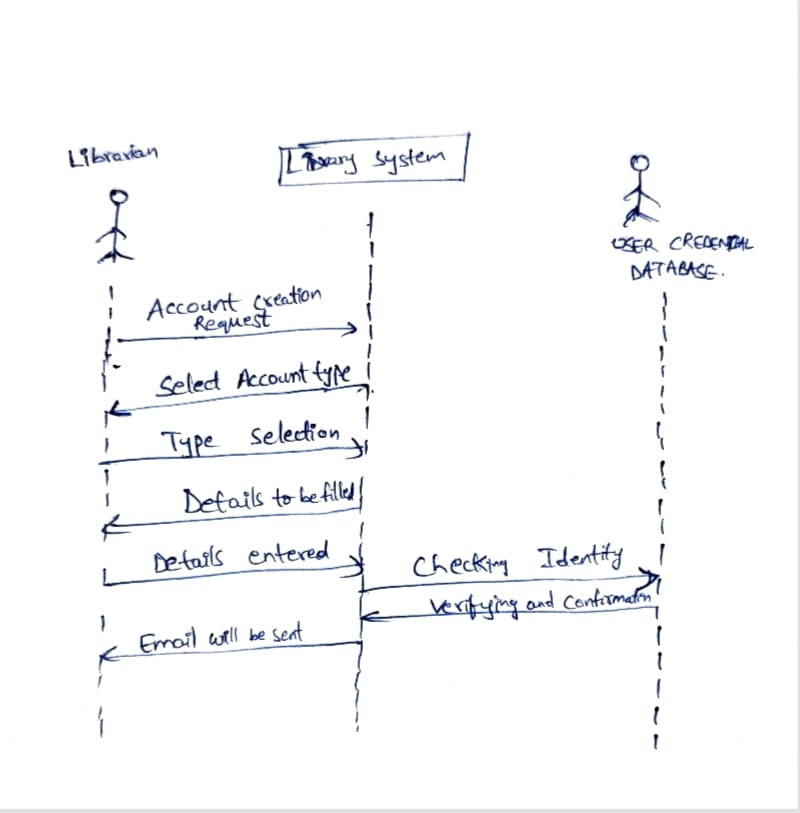 Librarian
Library System
USER CREDENTIAL
DATABASE.
Account Creation
Request
Select Account type
Type Selection
Details to be filled
Details entered
Checking Identity
Verifying and Confirmation
Email will be sent